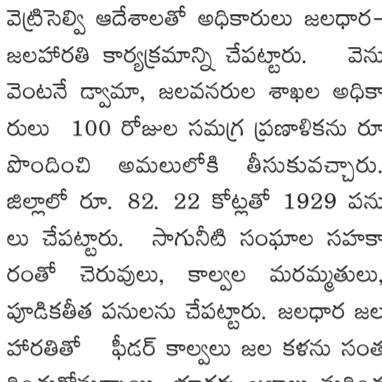 వెట్రిసెల్వి ఆదేశాలతో అధికారులు జలధార-
జలహారతి కార్యక్రమాన్ని చేపట్టారు. వెను
వెంటనే డ్వామా, జలవనరుల శాఖల అధికా
రులు 100 రోజుల సమగ్ర ప్రణాళికను రూ
పొందించి అమలులోకి తీసుకువచ్చారు.
జిల్లాలో రూ. 82. 22 కోట్లతో 1929 పను
లు చేపట్టారు. సాగునీటి సంఘాల సహకా
రంతో చెరువులు, కాల్వల మరమ్మతులు,
పూడికతీత పనులను చేపట్టారు. జలధార జల
హారతితో ఫీడర్ కాల్వలు జల కళను సంత